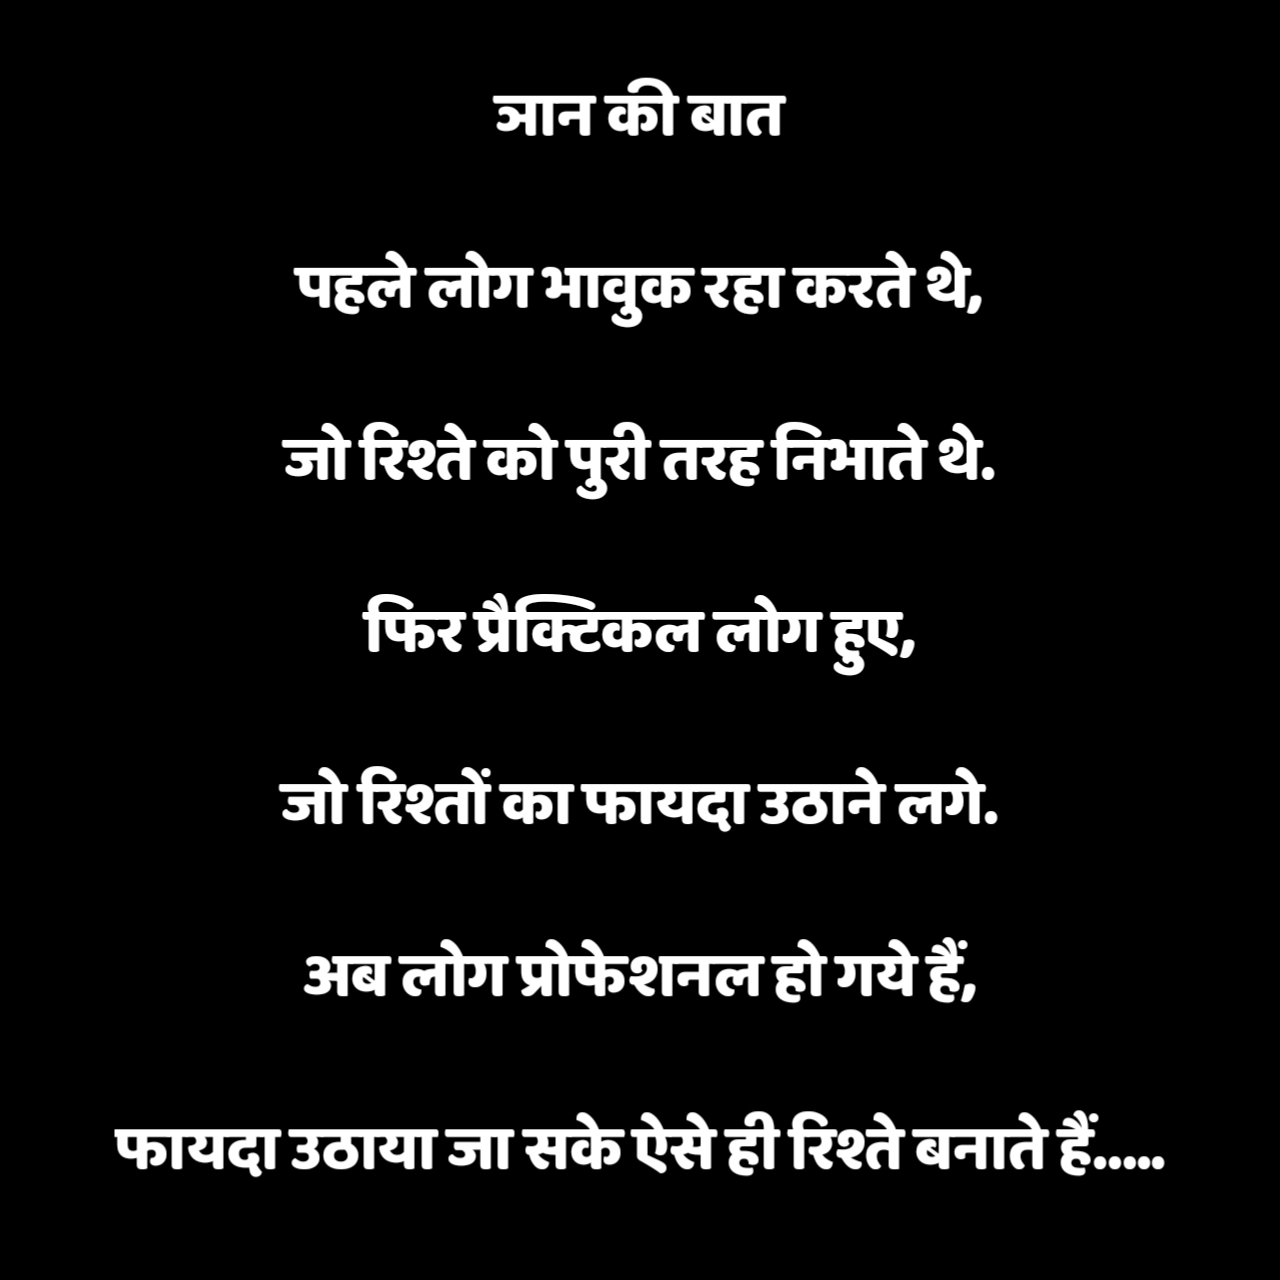 ञान की बात
पहले लोग भावुक रहा करते थे,
जो रिश्ते को पुरी तरह निभाते थे.
फिर प्रैक्टिकल लोग हुए,
जो रिश्तों का फायदा उठाने लगे.
अब लोग प्रोफेशनल हो गये हैं,
फायदा उठाया जा सके ऐसे ही रिश्ते बनाते हैं.....